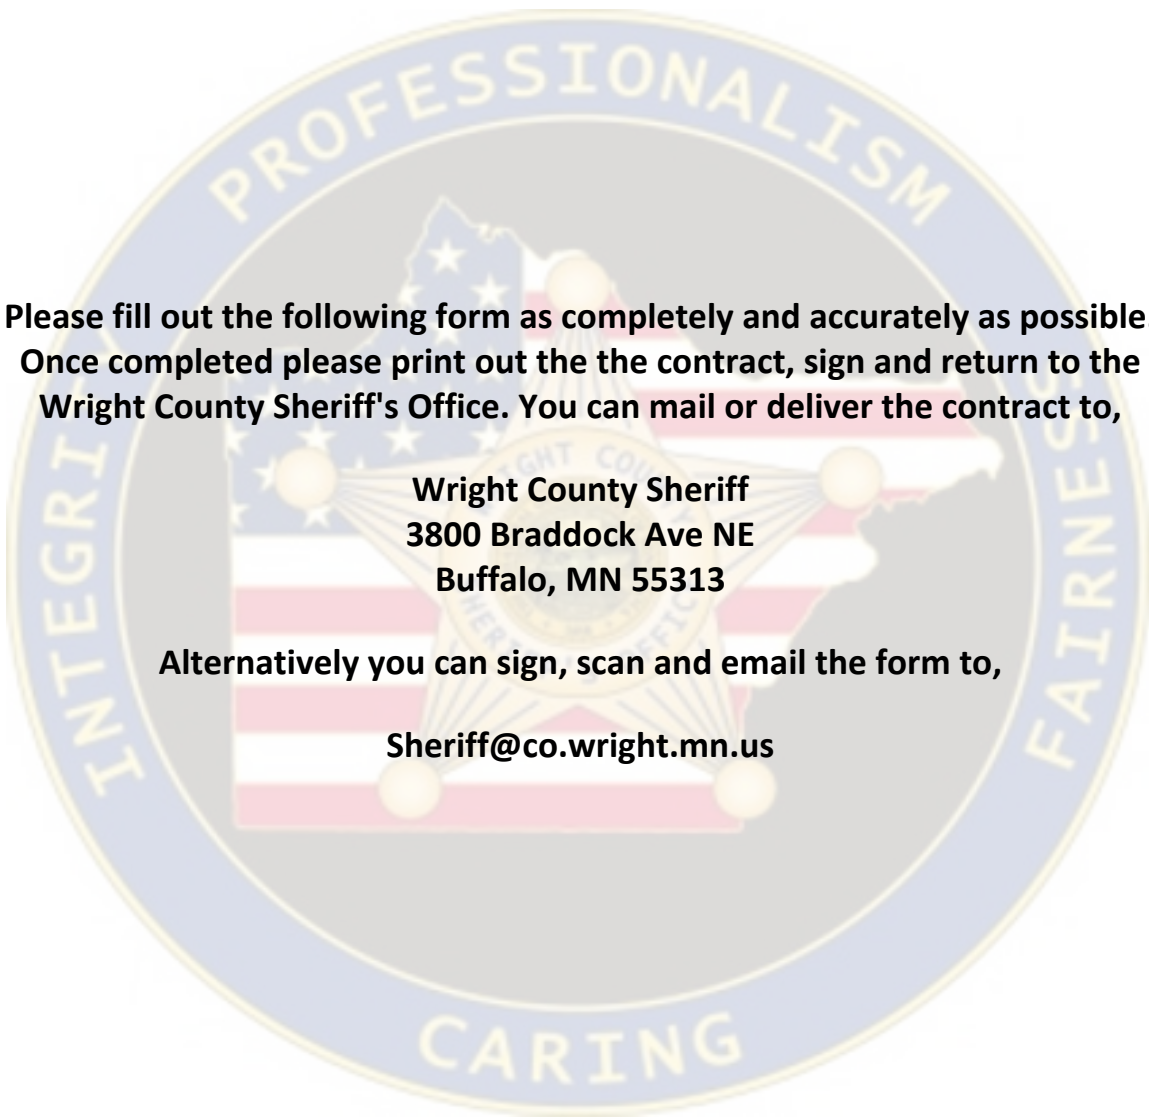 PROFESSIONALISM
Please fill out the following form as completely and accurately as possible.
Once completed please print out the the contract, sign and return to the
Wright County Sheriff's Office. You can mail or deliver the contract to,
Wright County Sheriff
3800 Braddock Ave NE
Buffalo, MN 55313
Alternatively you can sign, scan and email the form to,
Sheriff@co.wright.mn.us
INTEGRITY
FAIRNESS
CARING